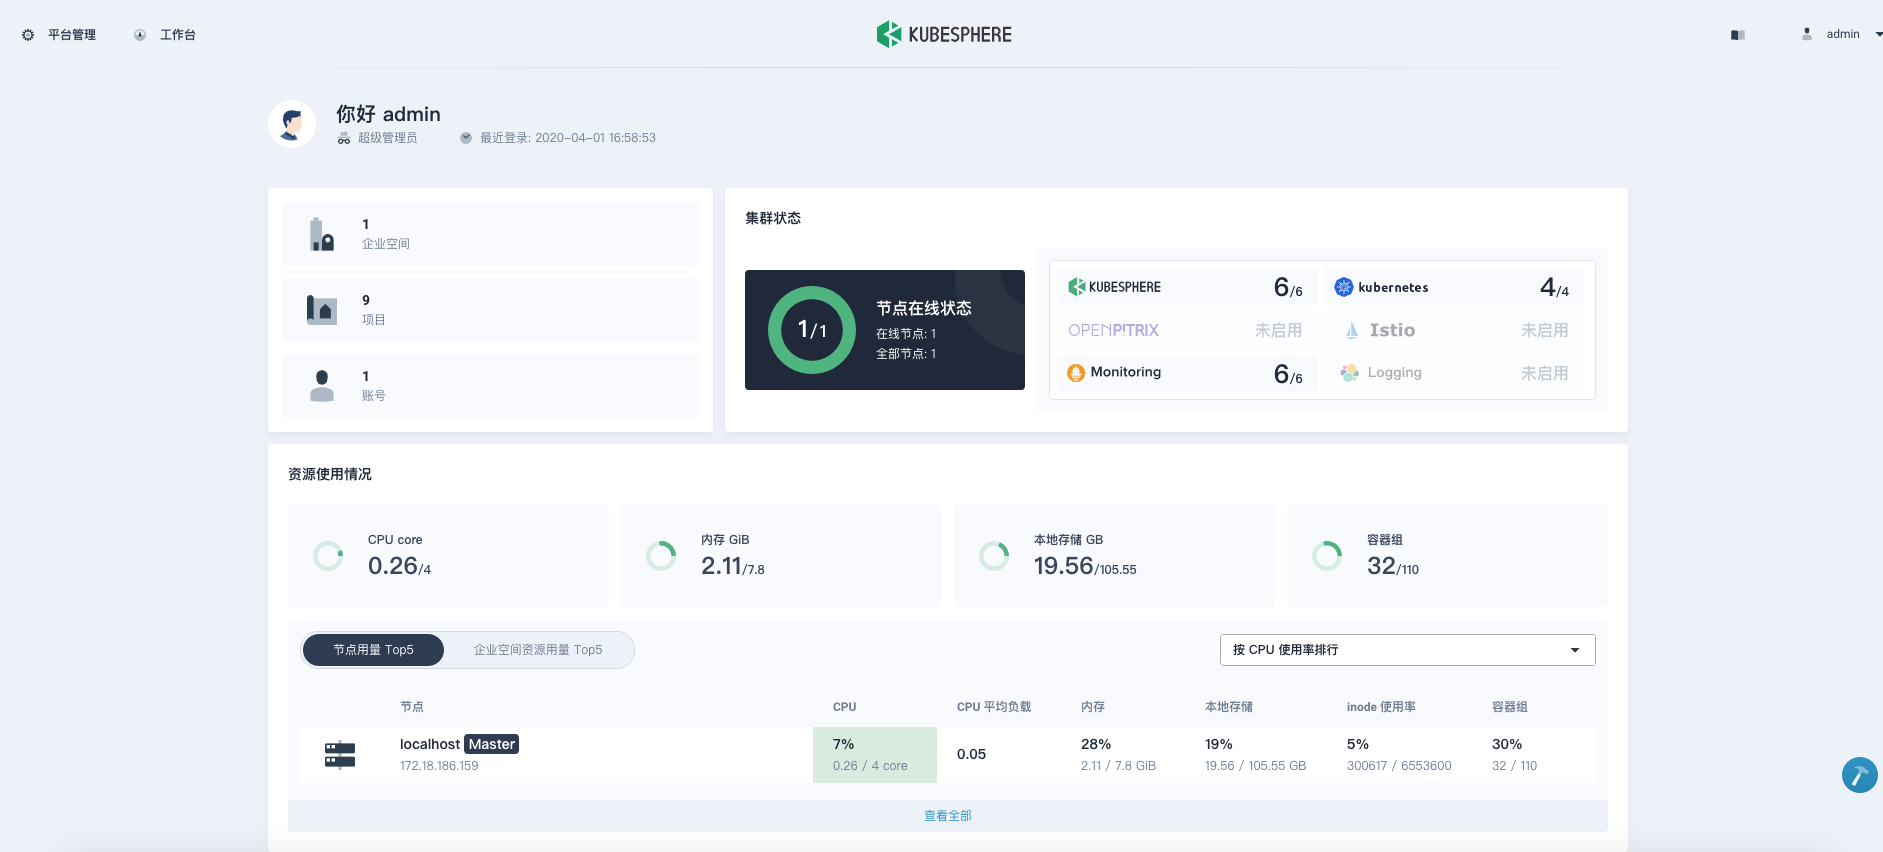 平台管理 工作台 KUBESPHERE admin
你好 admin
超级管理员 最近登录: 2020-04-01 16:58:53
1
企业空间
9
项目
1
账号
集群状态
1/1
节点在线状态
在线节点: 1
全部节点: 1
KUBESPHERE 6/6 kubernetes 4/4
OPENPITRIX 未启用 Istio 未启用
Monitoring 6/6 Logging 未启用
资源使用情况
CPU core
0.26/4
内存 GiB
2.11/7.8
本地存储 GB
19.56/105.55
容器组
32/110
节点用量 Top5 企业空间资源用量 Top5 按 CPU 使用率排行
节点 CPU CPU 平均负载 内存 本地存储 inode 使用率 容器组
localhost Master 7% 0.05 28% 19% 5% 30%
172.18.186.159 0.26 / 4 core 2.11 / 7.8 GiB 19.56 / 105.55 GB 300617 / 6553600 32 / 110
查看全部